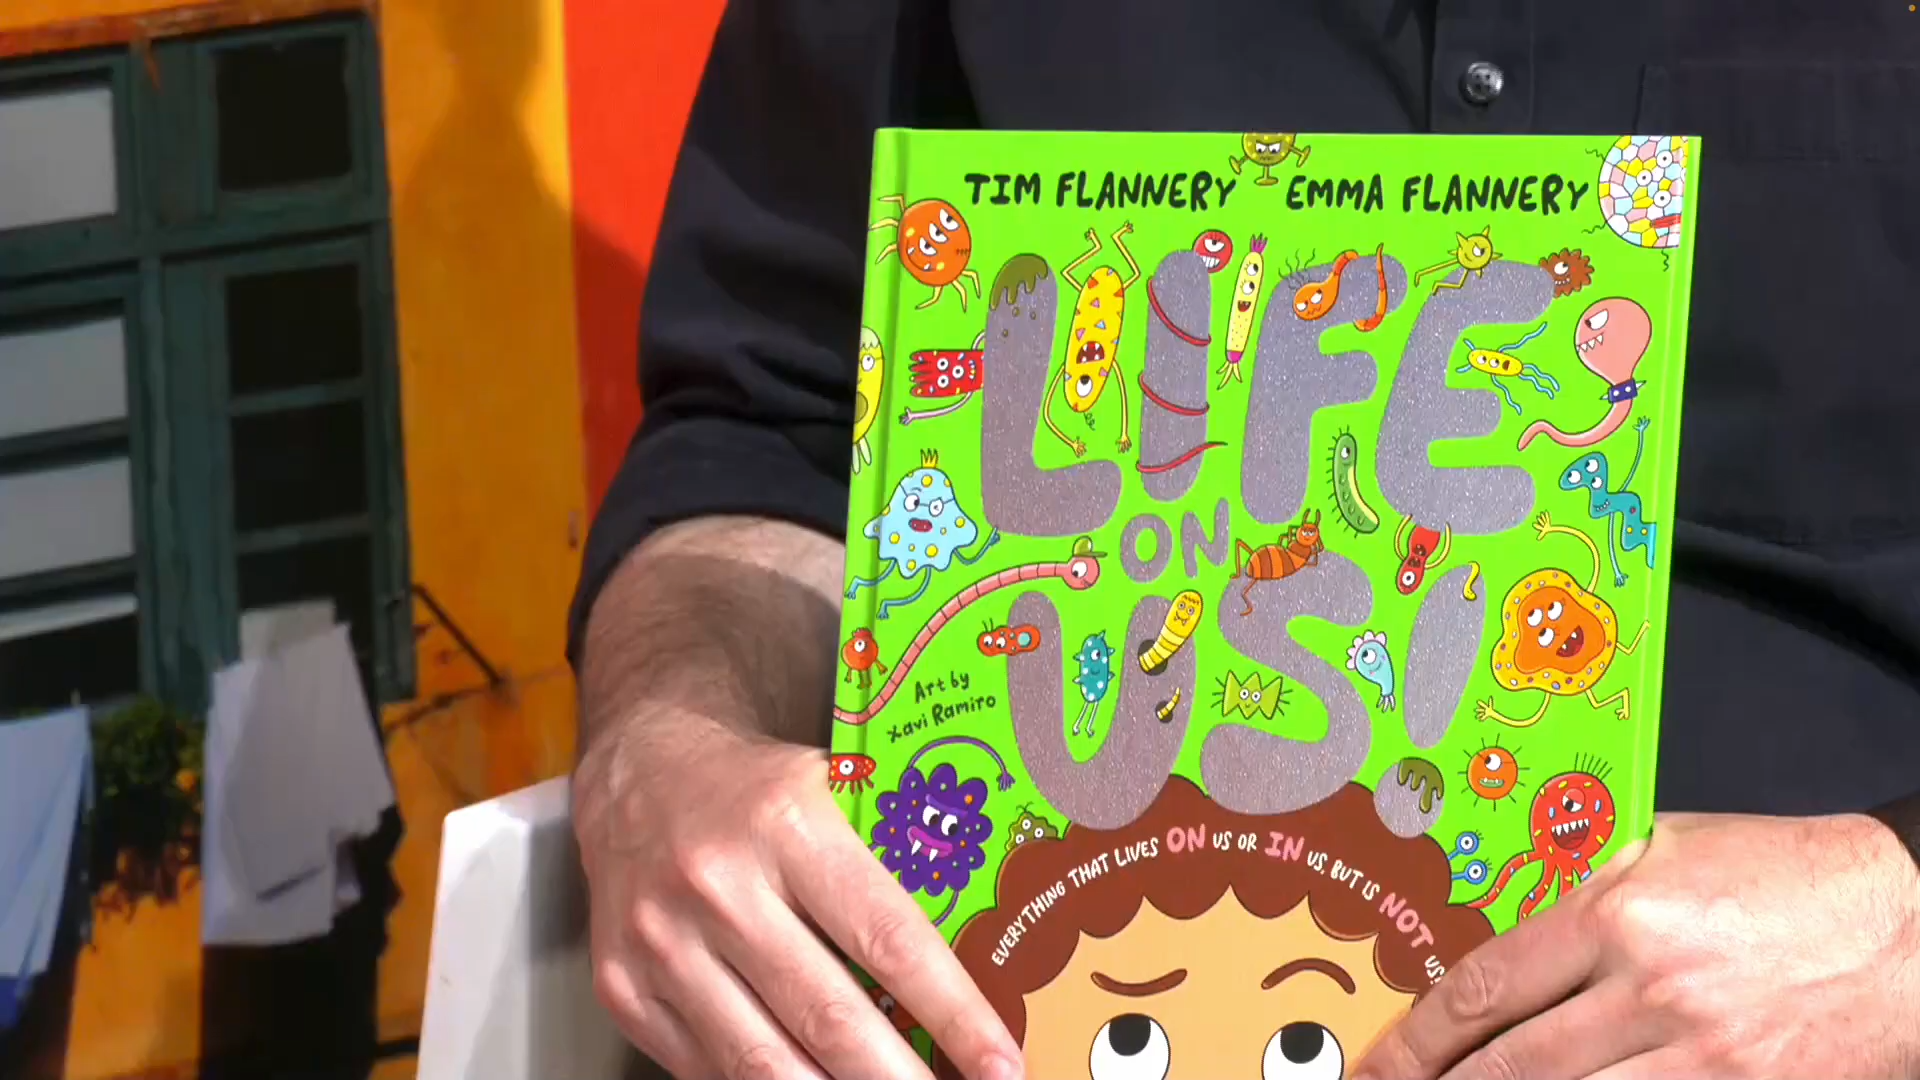 TIM FLANNERY EMMA FLANNERY
LIFE
ON
US!
Art by
Xavi Ramiro
EVERYTHING THAT LIVES ON US OR IN US, BUT IS NOT US!